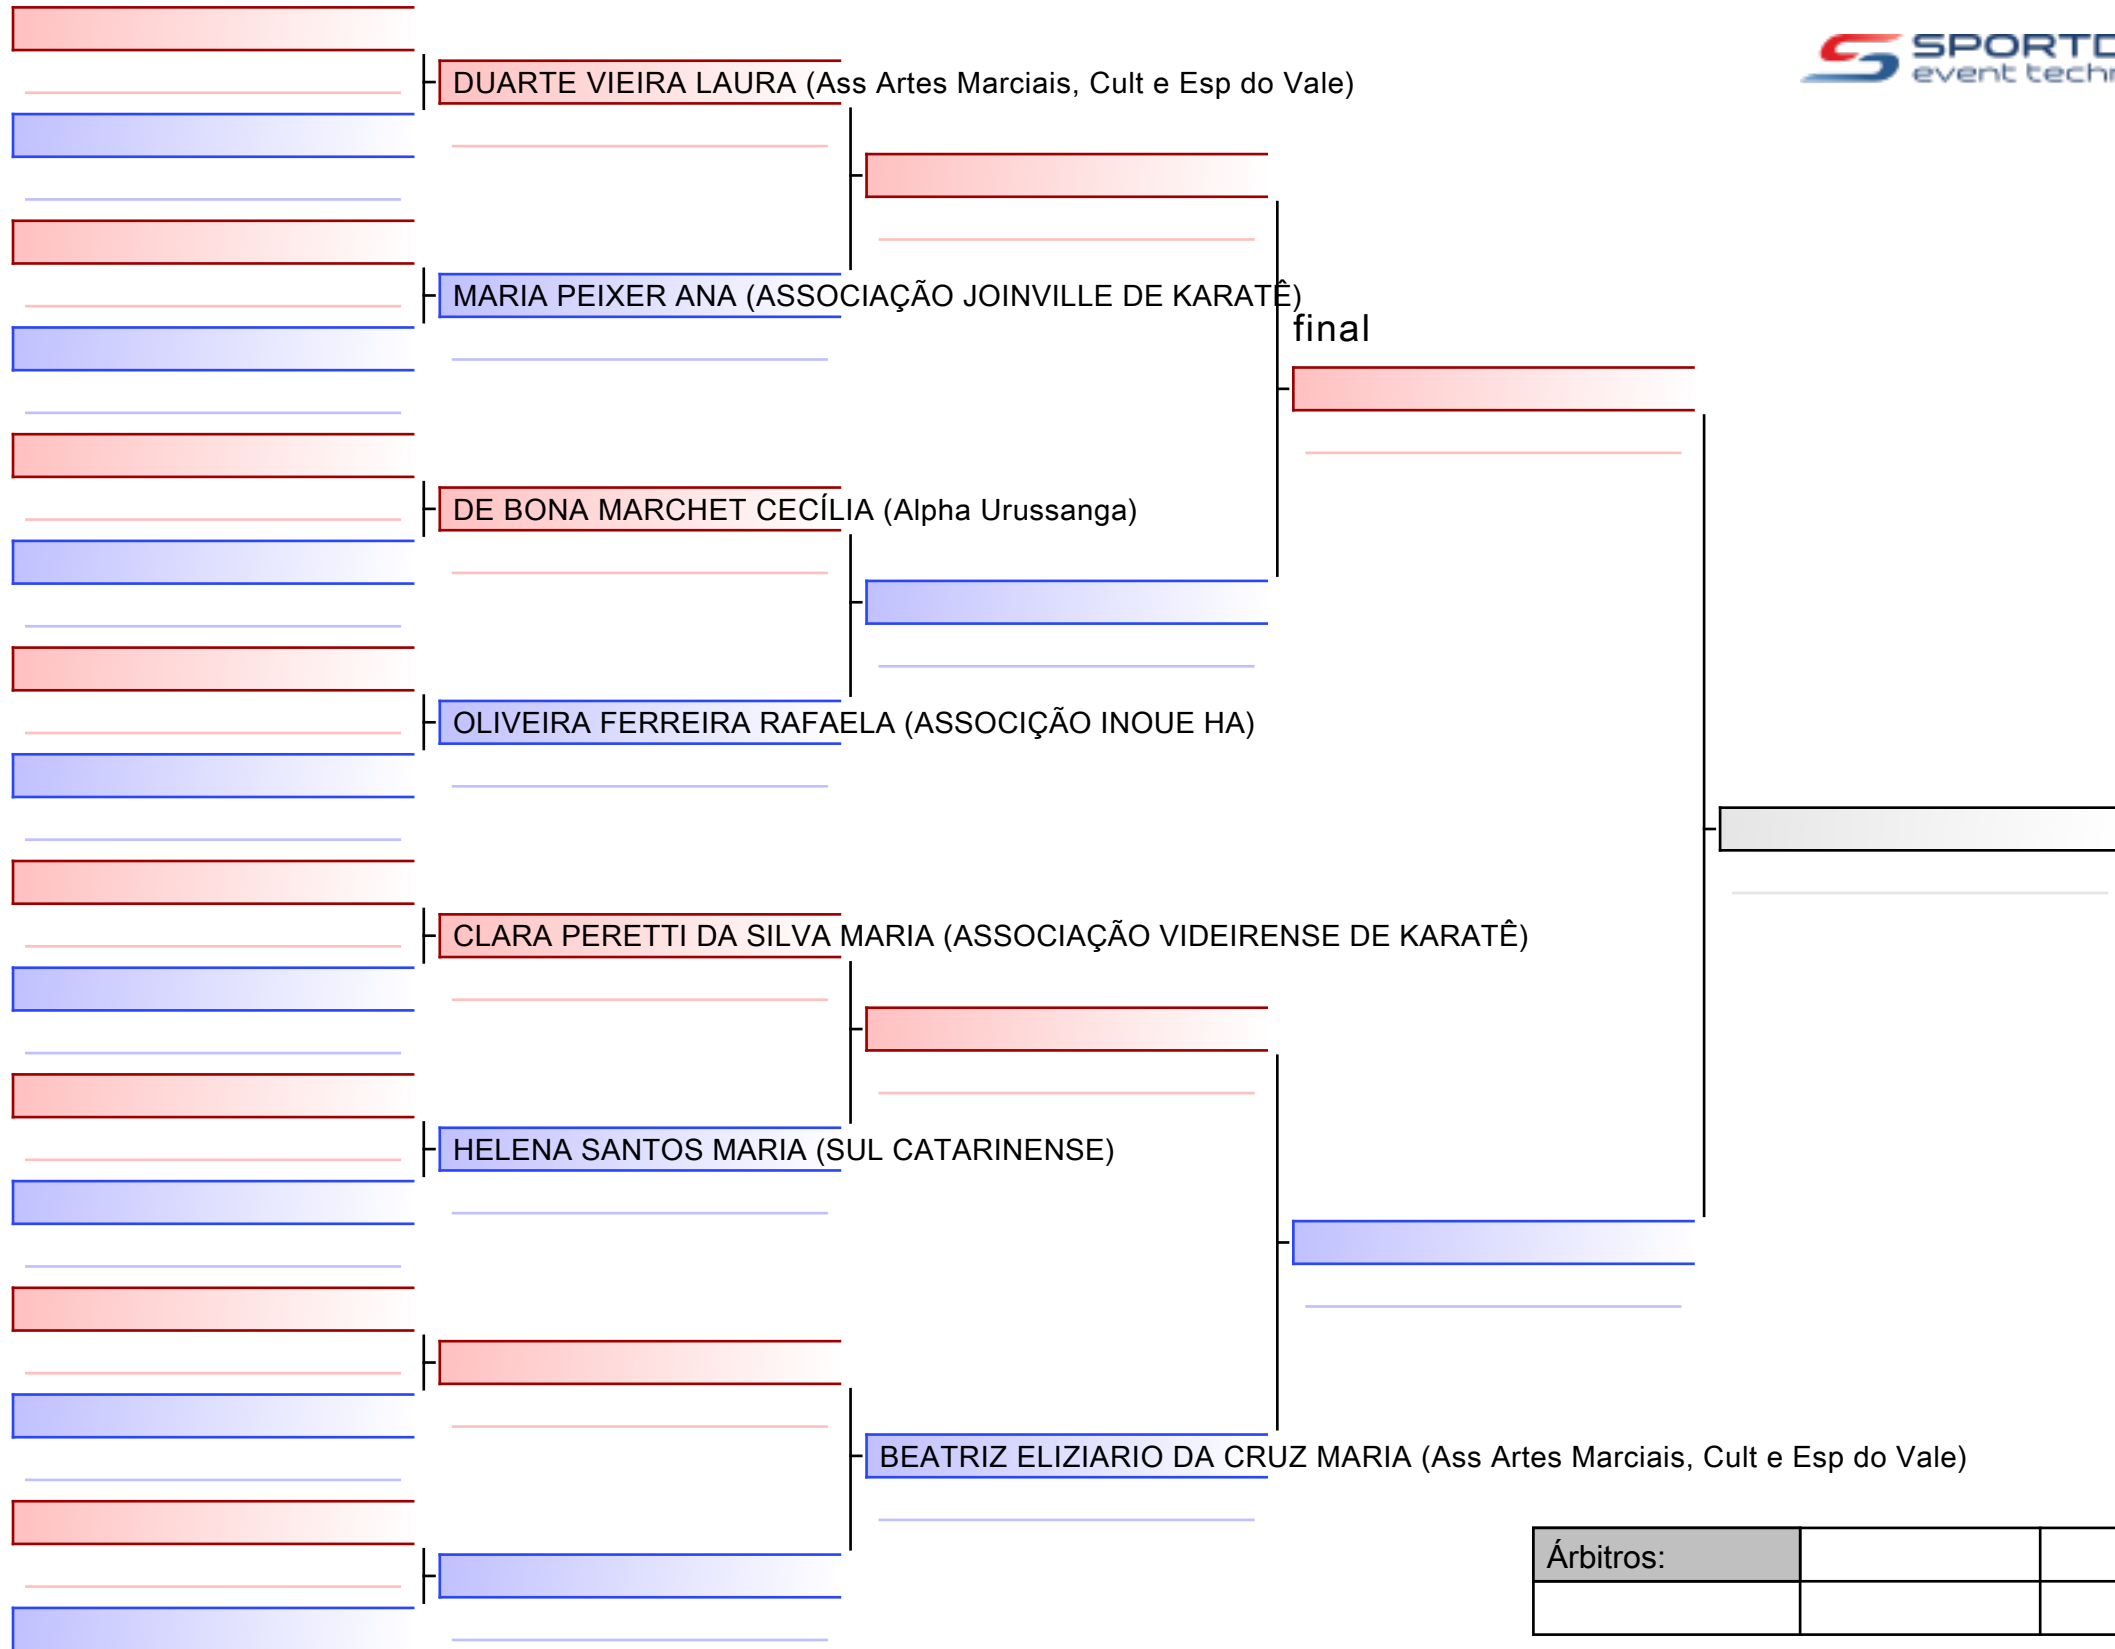 SPORTD
event techn
DUARTE VIEIRA LAURA (Ass Artes Marciais, Cult e Esp do Vale)
MARIA PEIXER ANA (ASSOCIAÇÃO JOINVILLE DE KARATÊ)
final
DE BONA MARCHET CECÍLIA (Alpha Urussanga)
OLIVEIRA FERREIRA RAFAELA (ASSOCIÇÃO INOUE HA)
CLARA PERETTI DA SILVA MARIA (ASSOCIAÇÃO VIDEIRENSE DE KARATÊ)
HELENA SANTOS MARIA (SUL CATARINENSE)
BEATRIZ ELIZIARIO DA CRUZ MARIA (Ass Artes Marciais, Cult e Esp do Vale)
Árbitros: